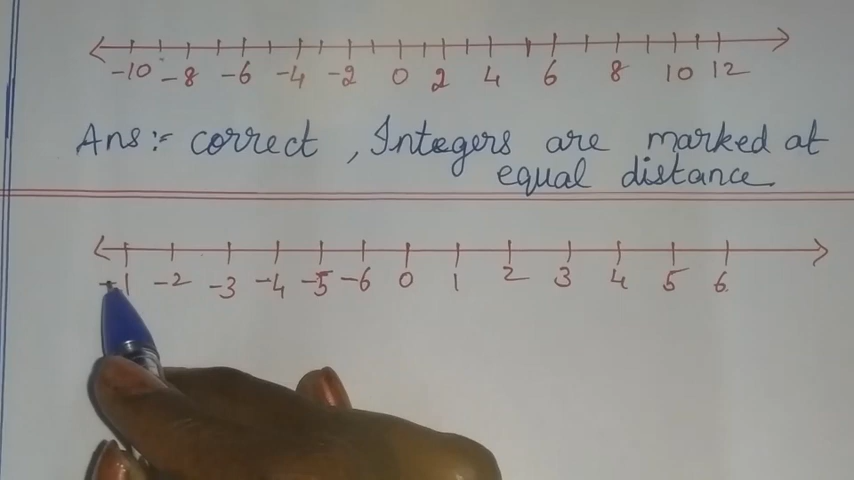 -10 -8 -6 -4 -2 0 2 4 6 8 10 12
Ans:- correct , Integers are marked at
equal distance.
-1 -2 -3 -4 -5 -6 0 1 2 3 4 5 6